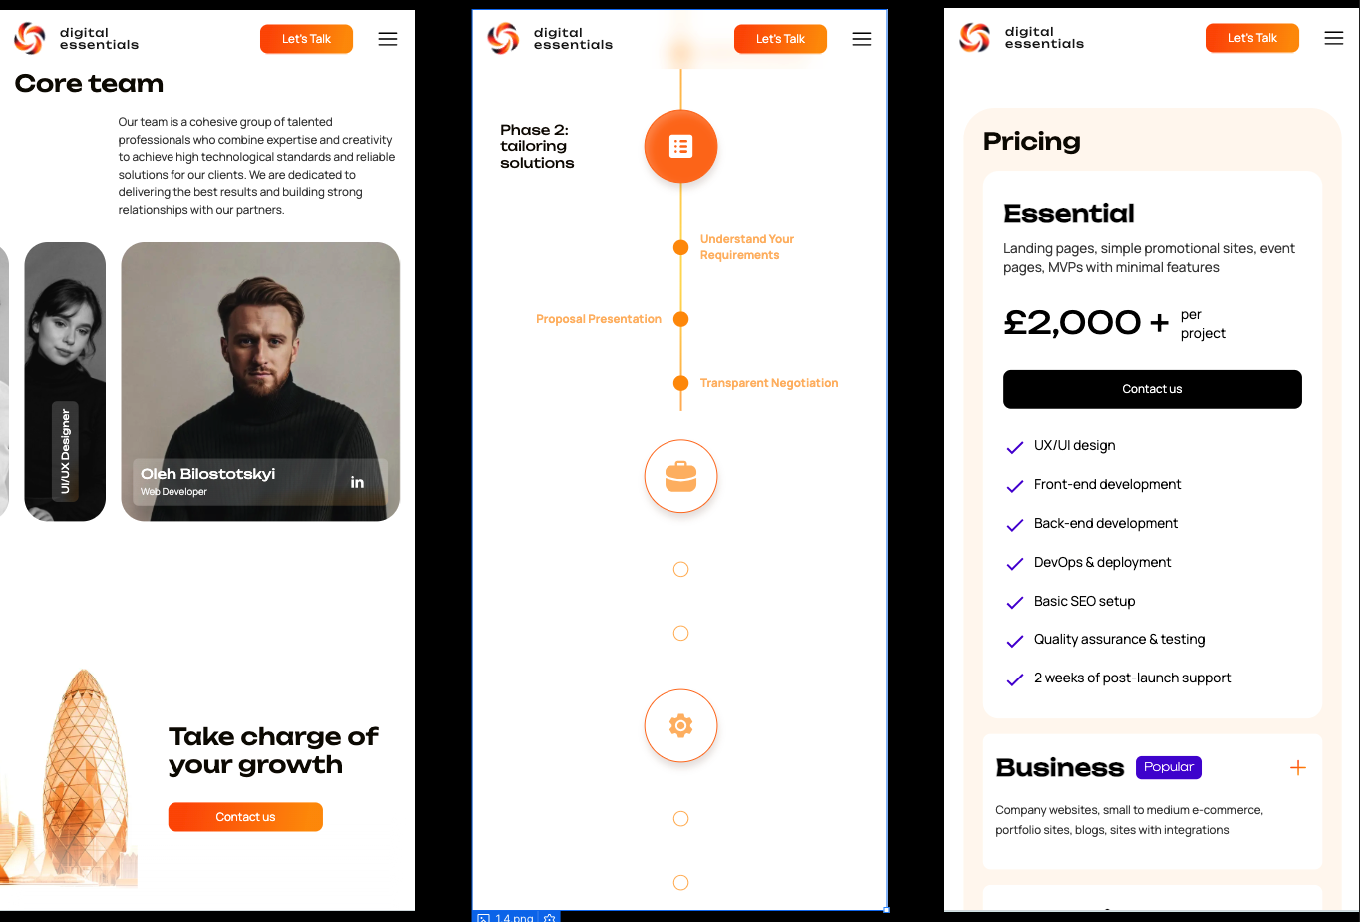 digital
essentials
Let's Talk
Core team
Our team is a cohesive group of talented
professionals who combine expertise and creativity
to achieve high technological standards and reliable
solutions for our clients. We are dedicated to
delivering the best results and building strong
relationships with our partners.
UI/UX Designer
Oleh Bilostotskyi
Web Developer
in
Take charge of
your growth
Contact us
digital
essentials
Let's Talk
Phase 2:
tailoring
solutions
Understand Your
Requirements
Proposal Presentation
Transparent Negotiation
1 4.png
digital
essentials
Let's Talk
Pricing
Essential
Landing pages, simple promotional sites, event
pages, MVPs with minimal features
£2,000 + per
project
Contact us
UX/UI design
Front-end development
Back-end development
DevOps & deployment
Basic SEO setup
Quality assurance & testing
2 weeks of post-launch support
Business Popular
Company websites, small to medium e-commerce,
portfolio sites, blogs, sites with integrations